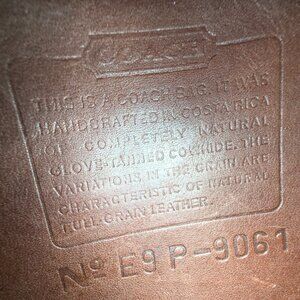 COACH
THIS IS A COACH BAG. IT WAS
HANDCRAFTED IN COSTA RICA
OF COMPLETELY NATURAL
GLOVE-TANNED COWHIDE. THE
VARIATIONS IN THE GRAIN ARE
CHARACTERISTIC OF NATURAL
FULL-GRAIN LEATHER.
Nº E9P-9061